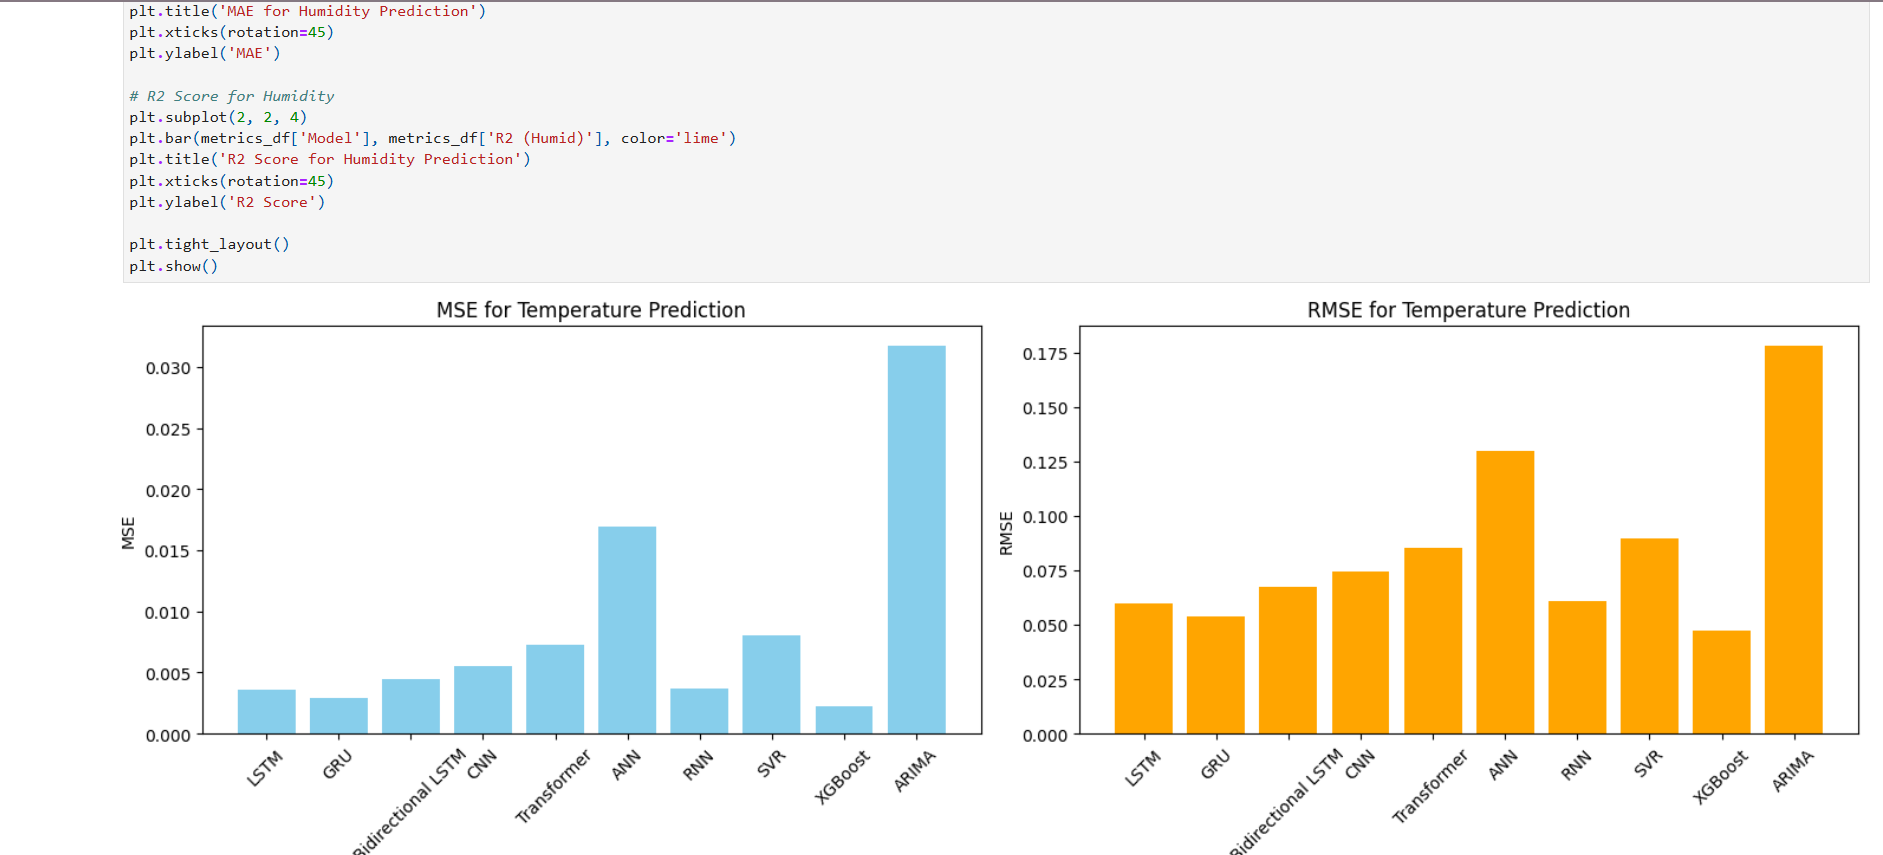 plt.title('MAE for Humidity Prediction')
plt.xticks(rotation=45)
plt.ylabel('MAE')
# R2 Score for Humidity
plt.subplot(2, 2, 4)
plt.bar(metrics_df['Model'], metrics_df['R2 (Humid)'], color='lime')
plt.title('R2 Score for Humidity Prediction')
plt.xticks(rotation=45)
plt.ylabel('R2 Score')
plt.tight_layout()
plt.show()
MSE for Temperature Prediction
0.030
0.025
0.020
0.015
0.010
0.005
0.000
MSE
LSTM
GRU
Bidirectional LSTM
CNN
Transformer
ANN
RNN
SVR
XGBoost
ARIMA
RMSE for Temperature Prediction
0.175
0.150
0.125
0.100
0.075
0.050
0.025
0.000
RMSE
LSTM
GRU
Bidirectional LSTM
CNN
Transformer
ANN
RNN
SVR
XGBoost
ARIMA